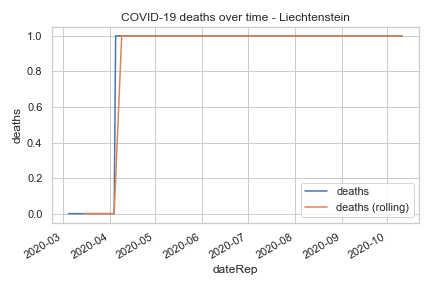 COVID-19 deaths over time - Liechtenstein
1.0
0.8
0.6
0.4
0.2
0.0
deaths
deaths
deaths (rolling)
2020-03
2020-04
2020-05
2020-06
2020-07
2020-08
2020-09
2020-10
dateRep